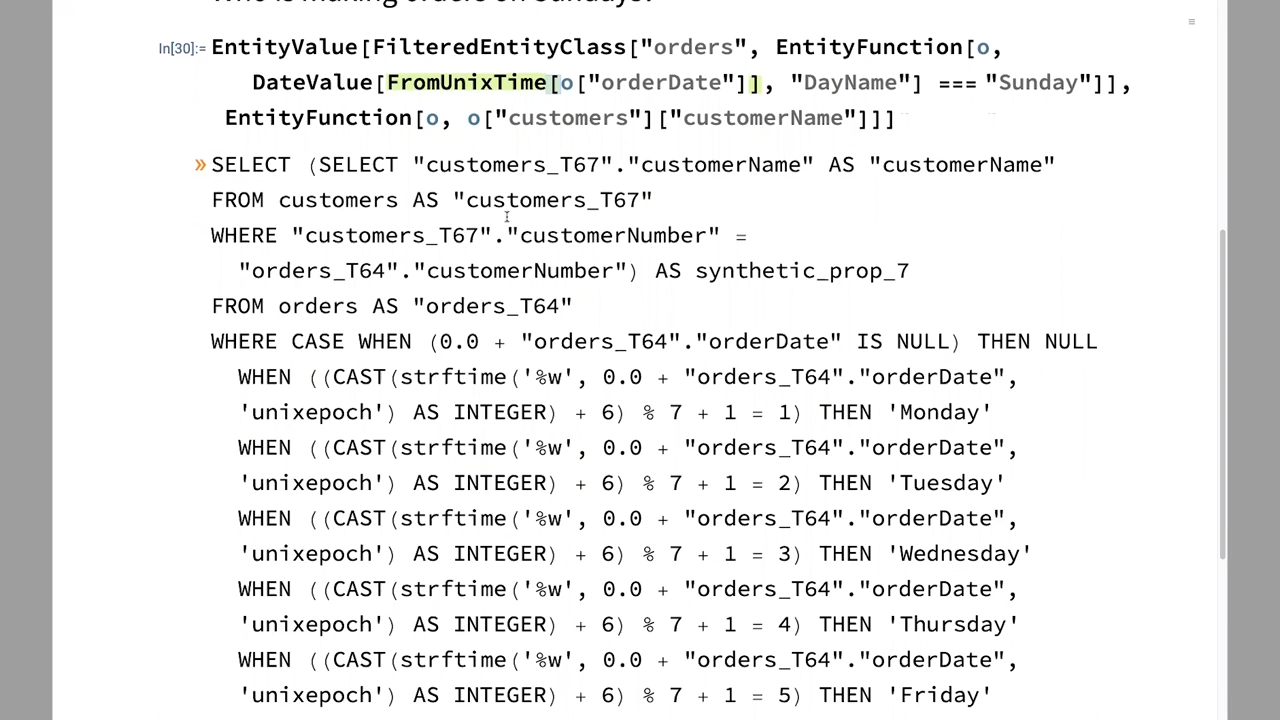 Who is making orders on Sundays?
In[30]:= EntityValue[FilteredEntityClass["orders", EntityFunction[o,
DateValue[FromUnixTime[o["orderDate"]], "DayName"] === "Sunday"]],
EntityFunction[o, o["customers"]["customerName"]]]
» SELECT (SELECT "customers_T67"."customerName" AS "customerName"
FROM customers AS "customers_T67"
WHERE "customers_T67"."customerNumber" =
"orders_T64"."customerNumber") AS synthetic_prop_7
FROM orders AS "orders_T64"
WHERE CASE WHEN (0.0 + "orders_T64"."orderDate" IS NULL) THEN NULL
WHEN ((CAST(strftime('%w', 0.0 + "orders_T64"."orderDate",
'unixepoch') AS INTEGER) + 6) % 7 + 1 = 1) THEN 'Monday'
WHEN ((CAST(strftime('%w', 0.0 + "orders_T64"."orderDate",
'unixepoch') AS INTEGER) + 6) % 7 + 1 = 2) THEN 'Tuesday'
WHEN ((CAST(strftime('%w', 0.0 + "orders_T64"."orderDate",
'unixepoch') AS INTEGER) + 6) % 7 + 1 = 3) THEN 'Wednesday'
WHEN ((CAST(strftime('%w', 0.0 + "orders_T64"."orderDate",
'unixepoch') AS INTEGER) + 6) % 7 + 1 = 4) THEN 'Thursday'
WHEN ((CAST(strftime('%w', 0.0 + "orders_T64"."orderDate",
'unixepoch') AS INTEGER) + 6) % 7 + 1 = 5) THEN 'Friday'